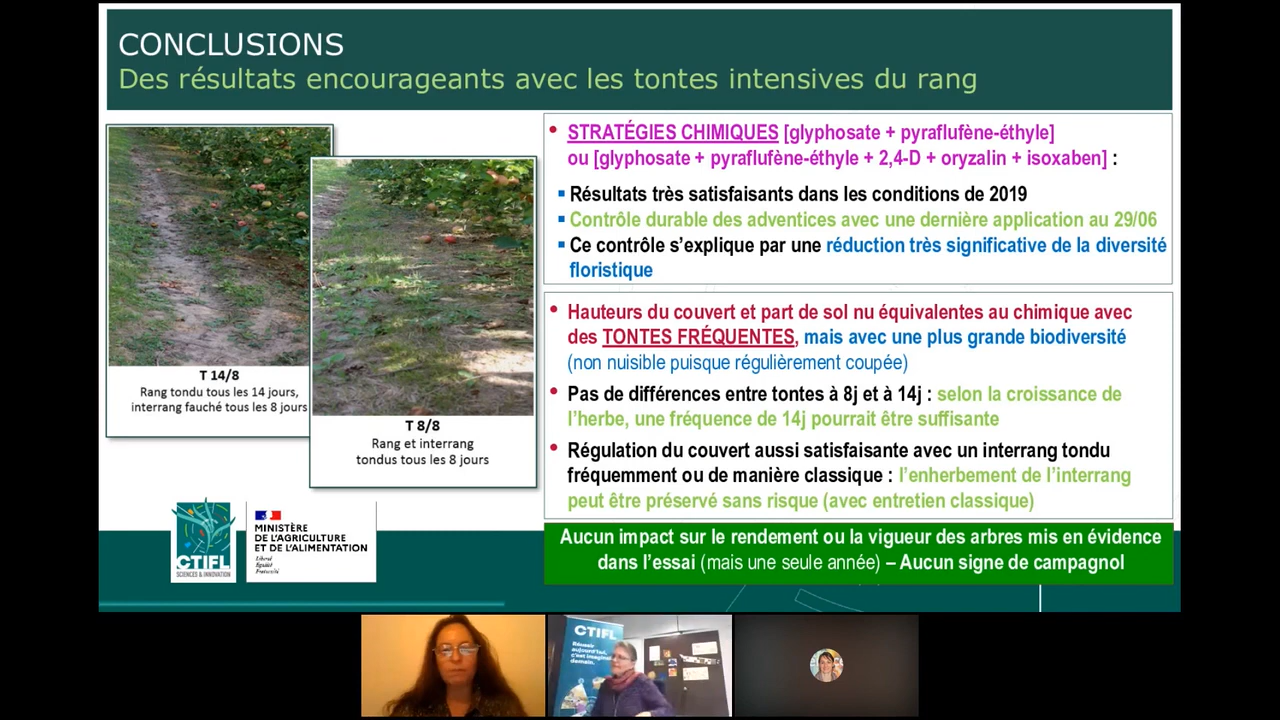 CONCLUSIONS
Des résultats encourageants avec les tontes intensives du rang
T 14/8
Rang tondu tous les 14 jours,
interrang fauché tous les 8 jours
T 8/8
Rang et interrang
tondus tous les 8 jours
• STRATÉGIES CHIMIQUES [glyphosate + pyraflufène-éthyle]
ou [glyphosate + pyraflufène-éthyle + 2,4-D + oryzalin + isoxaben] :
▪ Résultats très satisfaisants dans les conditions de 2019
▪ Contrôle durable des adventices avec une dernière application au 29/06
▪ Ce contrôle s'explique par une réduction très significative de la diversité
floristique
• Hauteurs du couvert et part de sol nu équivalentes au chimique avec
des TONTES FRÉQUENTES, mais avec une plus grande biodiversité
(non nuisible puisque régulièrement coupée)
• Pas de différences entre tontes à 8j et à 14j : selon la croissance de
l'herbe, une fréquence de 14j pourrait être suffisante
• Régulation du couvert aussi satisfaisante avec un interrang tondu
fréquemment ou de manière classique : l'enherbement de l'interrang
peut être préservé sans risque (avec entretien classique)
Aucun impact sur le rendement ou la vigueur des arbres mis en évidence
dans l'essai (mais une seule année) – Aucun signe de campagnol
CTIFL
SCIENCES & INNOVATION
MINISTÈRE
DE L'AGRICULTURE
ET DE L'ALIMENTATION
Liberté
Égalité
Fraternité
CTIFL
Réussir
aujourd'hui,
c'est imaginer
demain.